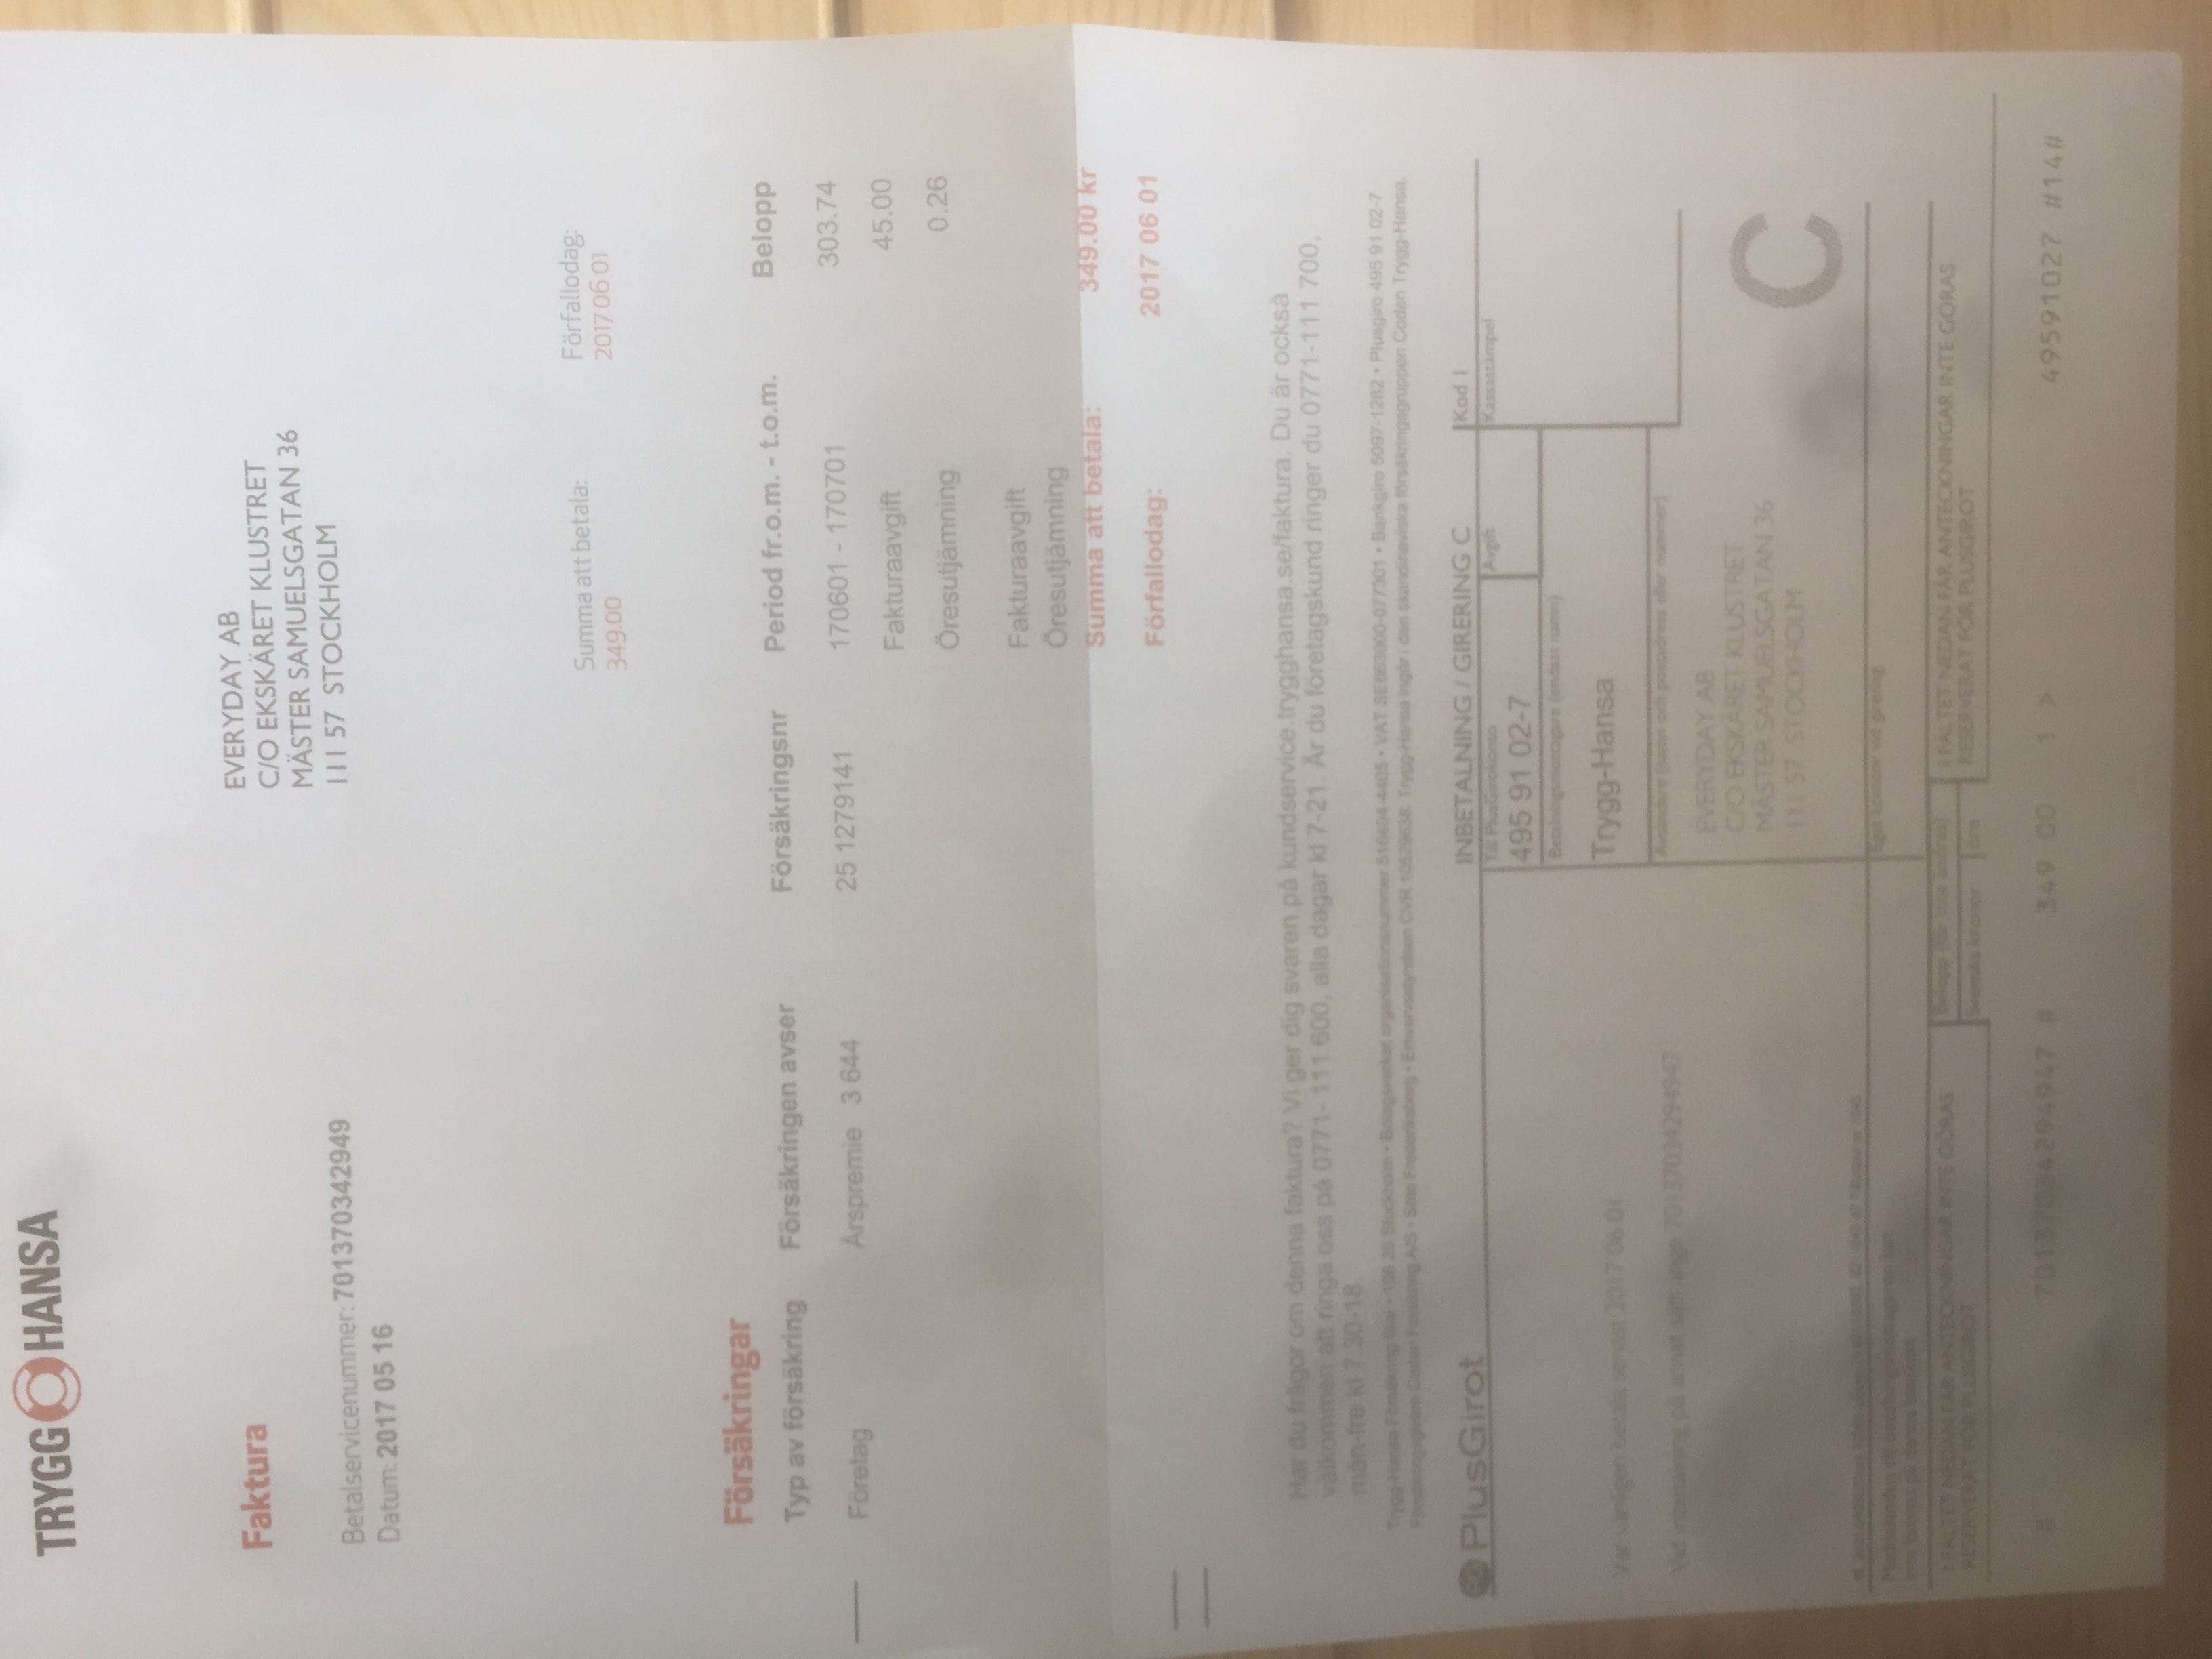 TRYGG HANSA
Faktura
Betalservicenummer: 701370342949
Datum: 2017 05 16
EVERYDAY AB
C/O EKSKÄRET KLUSTRET
MÄSTER SAMUELSGATAN 36
111 57 STOCKHOLM
Summa att betala:
349.00
Förfallodag:
2017 06 01
Försäkringar
Typ av försäkring Försäkringen avser Försäkringsnr Period fr.o.m. - t.o.m. Belopp
Företag Årspremie 3 644 25 1279141 170601 - 170701 303.74
Fakturaavgift 45.00
Öresutjämning 0.26
Fakturaavgift
Öresutjämning
Summa att betala: 349.00 kr
Förfallodag: 2017 06 01
Har du frågor om denna faktura? Vi ger dig svaren på kundservice.trygghansa.se/faktura. Du är också
välkommen att ringa oss på 0771- 111 600, alla dagar kl 7-21. Är du företagskund ringer du 0771-111 700,
mån-fre kl 7.30-18.
Trygg-Hansa Försäkring filial • 106 26 Stockholm • Bolagsverket organisationsnummer 516404-4405 • VAT SE663000-077301 • Bankgiro 5097-1282 • Plusgiro 495 91 02-7
Försäkringsgivare Codan Forsikring A/S • Säte Frederiksberg • Erhvervsstyrelsen CVR 10529638. Trygg-Hansa ingår i den skandinaviska försäkringsgruppen Codan Trygg-Hansa.
PlusGirot
INBETALNING / GIRERING C
Kod 1
Till PlusGirokonto
Avgift
Kassastämpel
495 91 02-7
Betalningsmottagare (endast namn)
Trygg-Hansa
Var vänligen betala senast 2017 06 01
Vid inbetalning på annat sätt ange 70137034294947
Avsändare (namn och postadress eller nummer)
EVERYDAY AB
C/O EKSKÄRET KLUSTRET
MÄSTER SAMUELSGATAN 36
111 57 STOCKHOLM
C
Eget kontonr vid girering
Meddelanden till betalningsmottagaren kan
inte lämnas på denna blankett
I FÄLTET NEDAN FÅR ANTECKNINGAR INTE GÖRAS
RESERVERAT FÖR PLUSGIROT
Belopp (får inte ändras)
Svenska kronor
öre
I FÄLTET NEDAN FÅR ANTECKNINGAR INTE GÖRAS
RESERVERAT FÖR PLUSGIROT
# 70137034294947 # 349 00 1 > 49591027 #14#